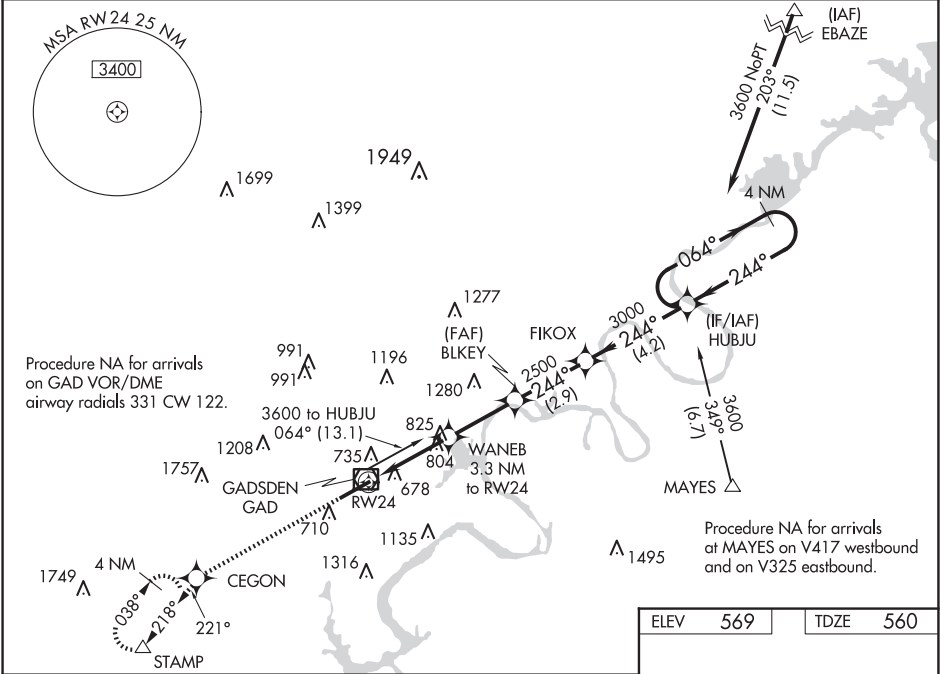 MSA RW24 25 NM
3400
(IAF)
EBAZE
3600 NoPT
203°
(11.5)
1949
1699
1399
4 NM
064°
244°
1277
(FAF)
BLKEY
FIKOX
3000
244°
(4.2)
(IF/IAF)
HUBJU
Procedure NA for arrivals
on GAD VOR/DME
airway radials 331 CW 122.
991
991
1196
1280
2500
244°
(2.9)
3600 to HUBJU
064° (13.1)
825
804
WANEB
3.3 NM
to RW24
3600
349°
(6.7)
1208
735
1757
GADSDEN
GAD
RW24
678
MAYES
710
1135
1316
1495
Procedure NA for arrivals
at MAYES on V417 westbound
and on V325 eastbound.
1749
4 NM
CEGON
038°
218°
221°
STAMP
ELEV 569
TDZE 560